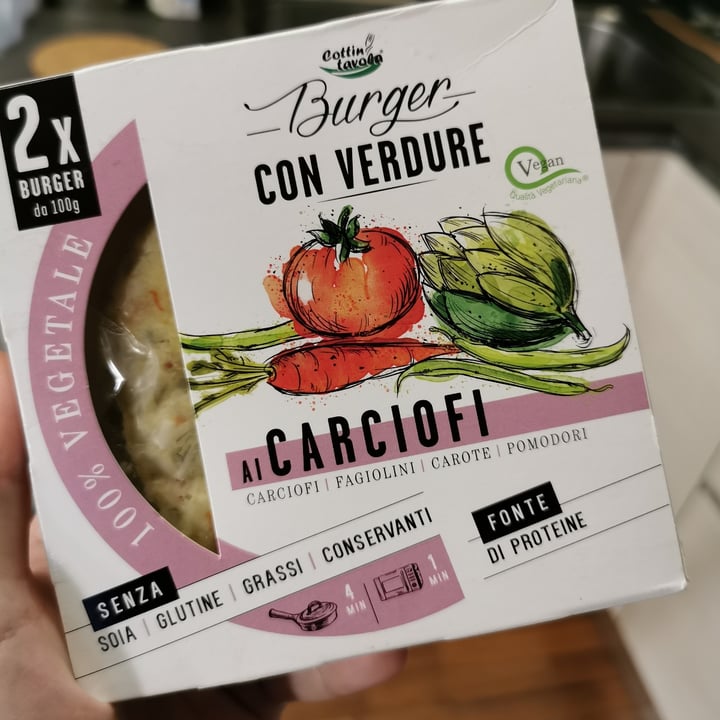 Cottin
tavola®
Burger
CON VERDURE
2X
BURGER
da 100g
Vegan
Qualità Vegetariana®
100% VEGETALE
AI CARCIOFI
CARCIOFI | FAGIOLINI | CAROTE | POMODORI
SENZA
SOIA | GLUTINE | GRASSI | CONSERVANTI
FONTE
DI PROTEINE
4 MIN
1 MIN